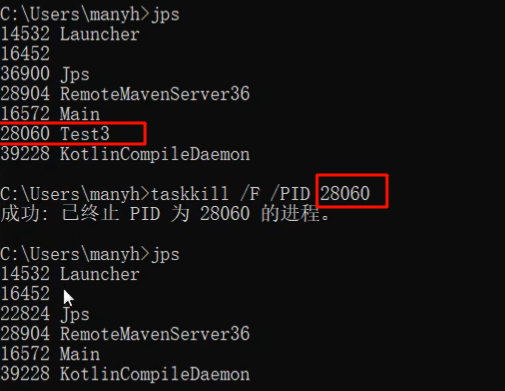 C:\Users\manyh>jps
14532 Launcher
16452
36900 Jps
28904 RemoteMavenServer36
16572 Main
28060 Test3
39228 KotlinCompileDaemon
C:\Users\manyh>taskkill /F /PID 28060
成功: 已终止 PID 为 28060 的进程。
C:\Users\manyh>jps
14532 Launcher
16452
22824 Jps
28904 RemoteMavenServer36
16572 Main
39228 KotlinCompileDaemon